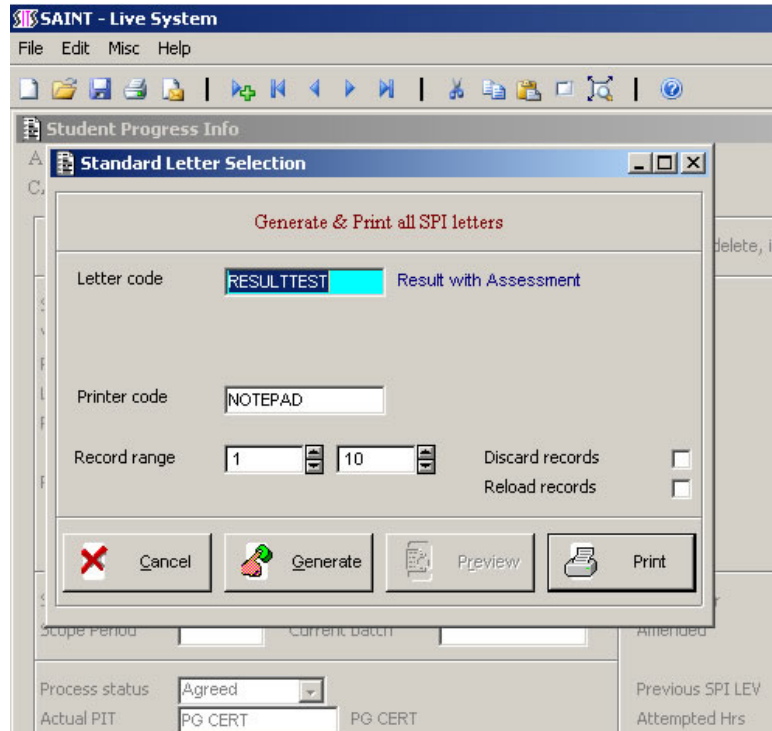 SAINT - Live System
File Edit Misc Help
Student Progress Info
A
Standard Letter Selection
C
Generate & Print all SPI letters
delete, i
Letter code RESULTTEST Result with Assessment
Printer code NOTEPAD
Record range 1 10 Discard records
Reload records
Cancel Generate Preview Print
Scope Period Current Batch Amended
Process status Agreed Previous SPI LEV
Actual PIT PG CERT PG CERT Attempted Hrs